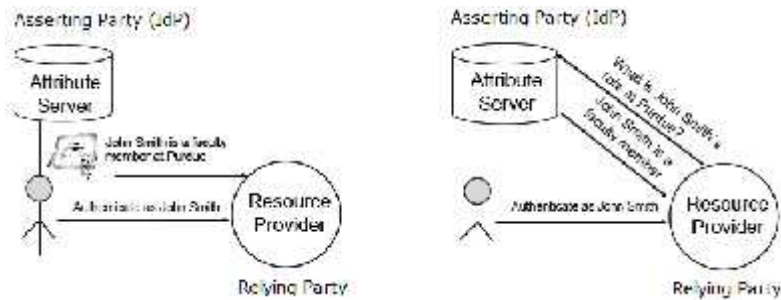 Asserting Party (IdP)
Attribute
Server
John Smith is a faculty
member at Purdue
Authenticate as John Smith
Resource
Provider
Relying Party
Asserting Party (IdP)
Attribute
Server
What is John Smith's
role at Purdue?
John Smith is a
faculty member
Authenticate as John Smith
Resource
Provider
Relying Party